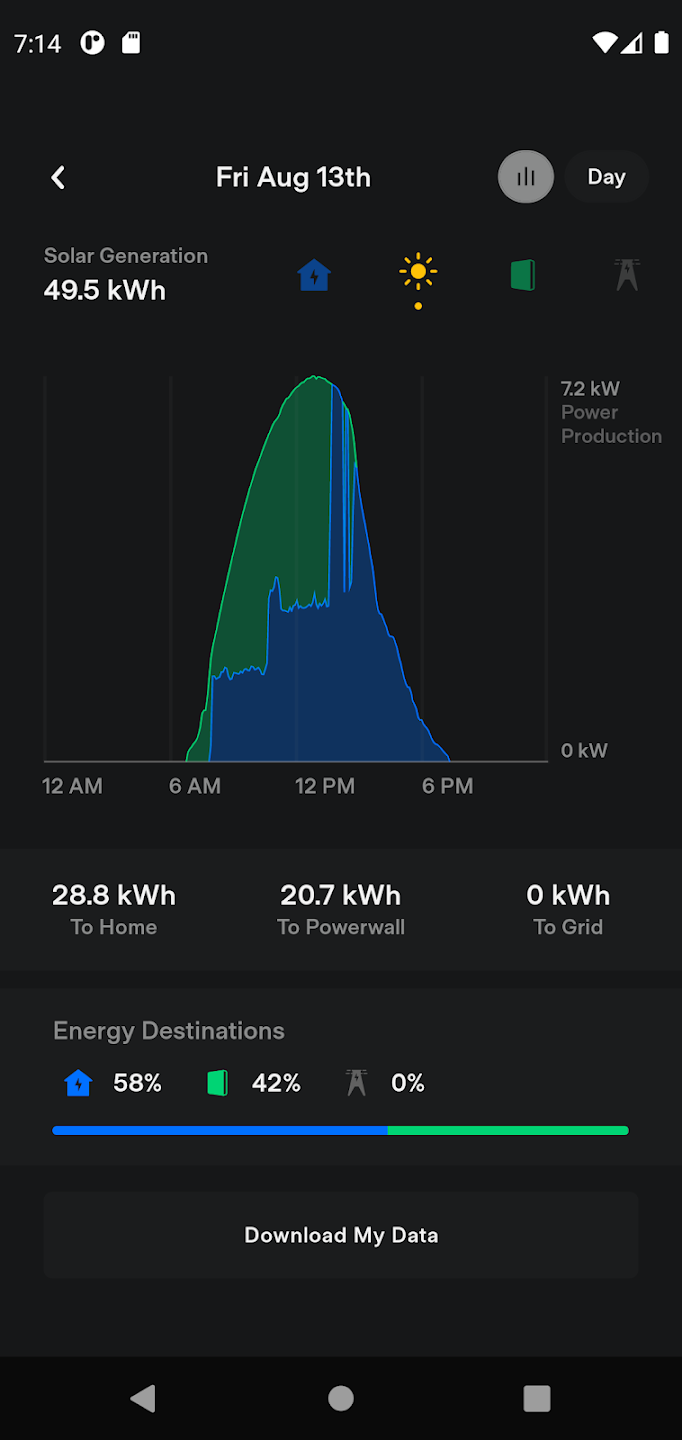 7:14
Fri Aug 13th
Day
Solar Generation
49.5 kWh
7.2 kW
Power
Production
0 kW
12 AM 6 AM 12 PM 6 PM
28.8 kWh 20.7 kWh 0 kWh
To Home To Powerwall To Grid
Energy Destinations
58% 42% 0%
Download My Data